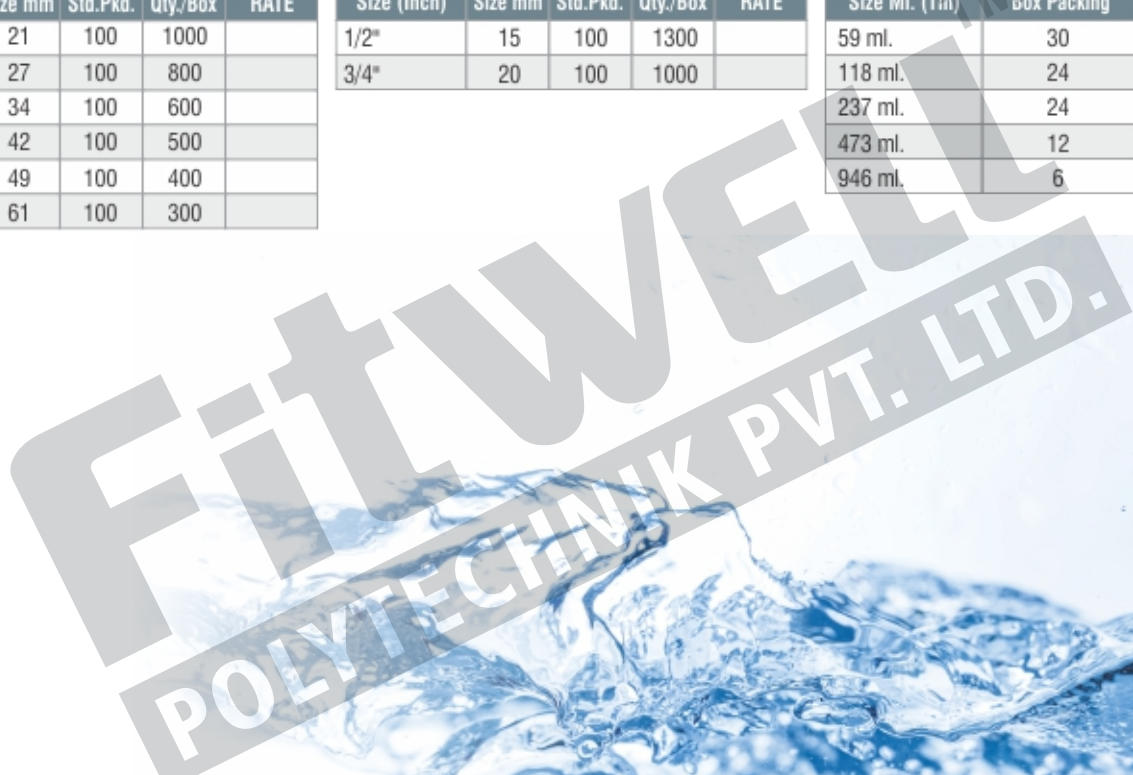 ze mm Std.Pkd. Qty./Box RATE
21 100 1000
27 100 800
34 100 600
42 100 500
49 100 400
61 100 300
Size (Inch) Size mm Std.Pkd. Qty./Box RATE
1/2" 15 100 1300
3/4" 20 100 1000
Size Ml. (Tin) Box Packing
59 ml. 30
118 ml. 24
237 ml. 24
473 ml. 12
946 ml. 6
FitWELL
POLYTECHNIK PVT. LTD.